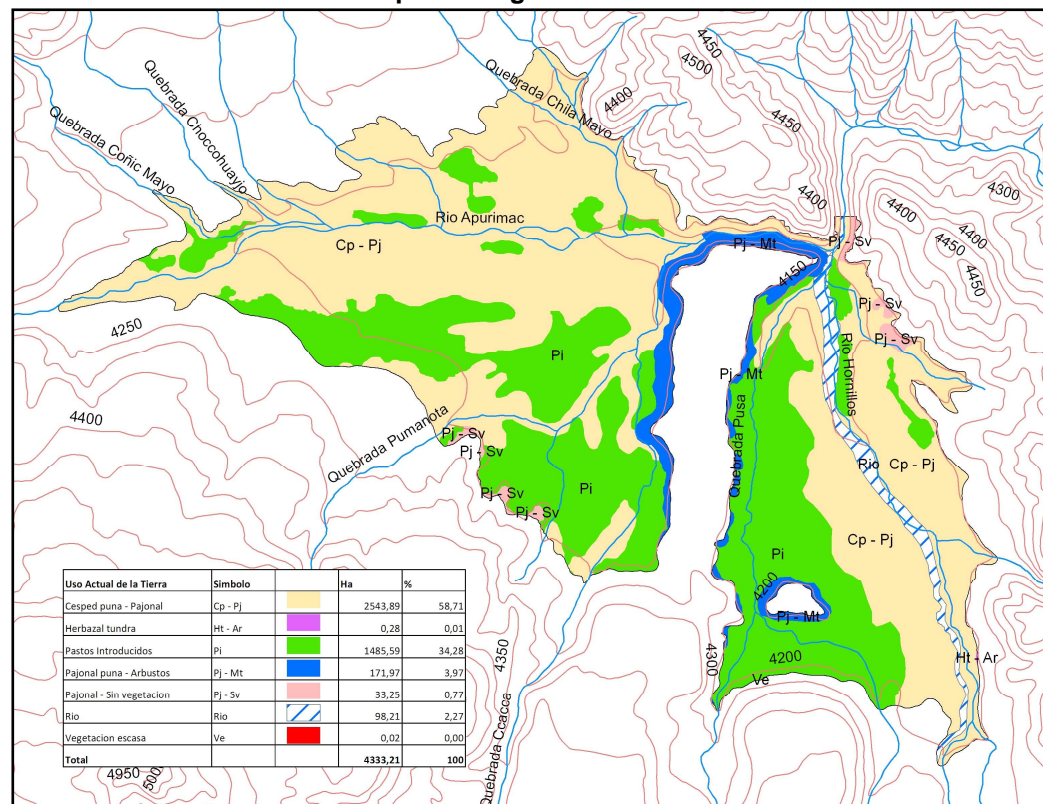 4450
4500
Quebrada Chila Mayo
4400
4450
Quebrada Choccohuayjo
Quebrada Coñic Mayo
4300
4400
4400
4400
4450
4450
Rio Apurimac
Cp - Pj
Pj - Mt
Pj - Sv
4150
Pj - Sv
Pj - Sv
4250
Rio Hornillos
Pi
Pj - Mt
4400
Quebrada Pumanota
Pj - Sv
Pj - Sv
Quebrada Pusa
Rio
Cp - Pj
Pj - Sv
Pi
Pj - Sv
Cp - Pj
Pi
4200
Pj - Mt
4350
4300
4200
Ht - Ar
Ve
Quebrada Ccacca
Uso Actual de la Tierra Simbolo Ha %
Cesped puna - Pajonal Cp - Pj 2543,89 58,71
Herbazal tundra Ht - Ar 0,28 0,01
Pastos Introducidos Pi 1485,59 34,28
Pajonal puna - Arbustos Pj - Mt 171,97 3,97
Pajonal - Sin vegetacion Pj - Sv 33,25 0,77
Rio Rio 98,21 2,27
Vegetacion escasa Ve 0,02 0,00
Total 4333,21 100
4950